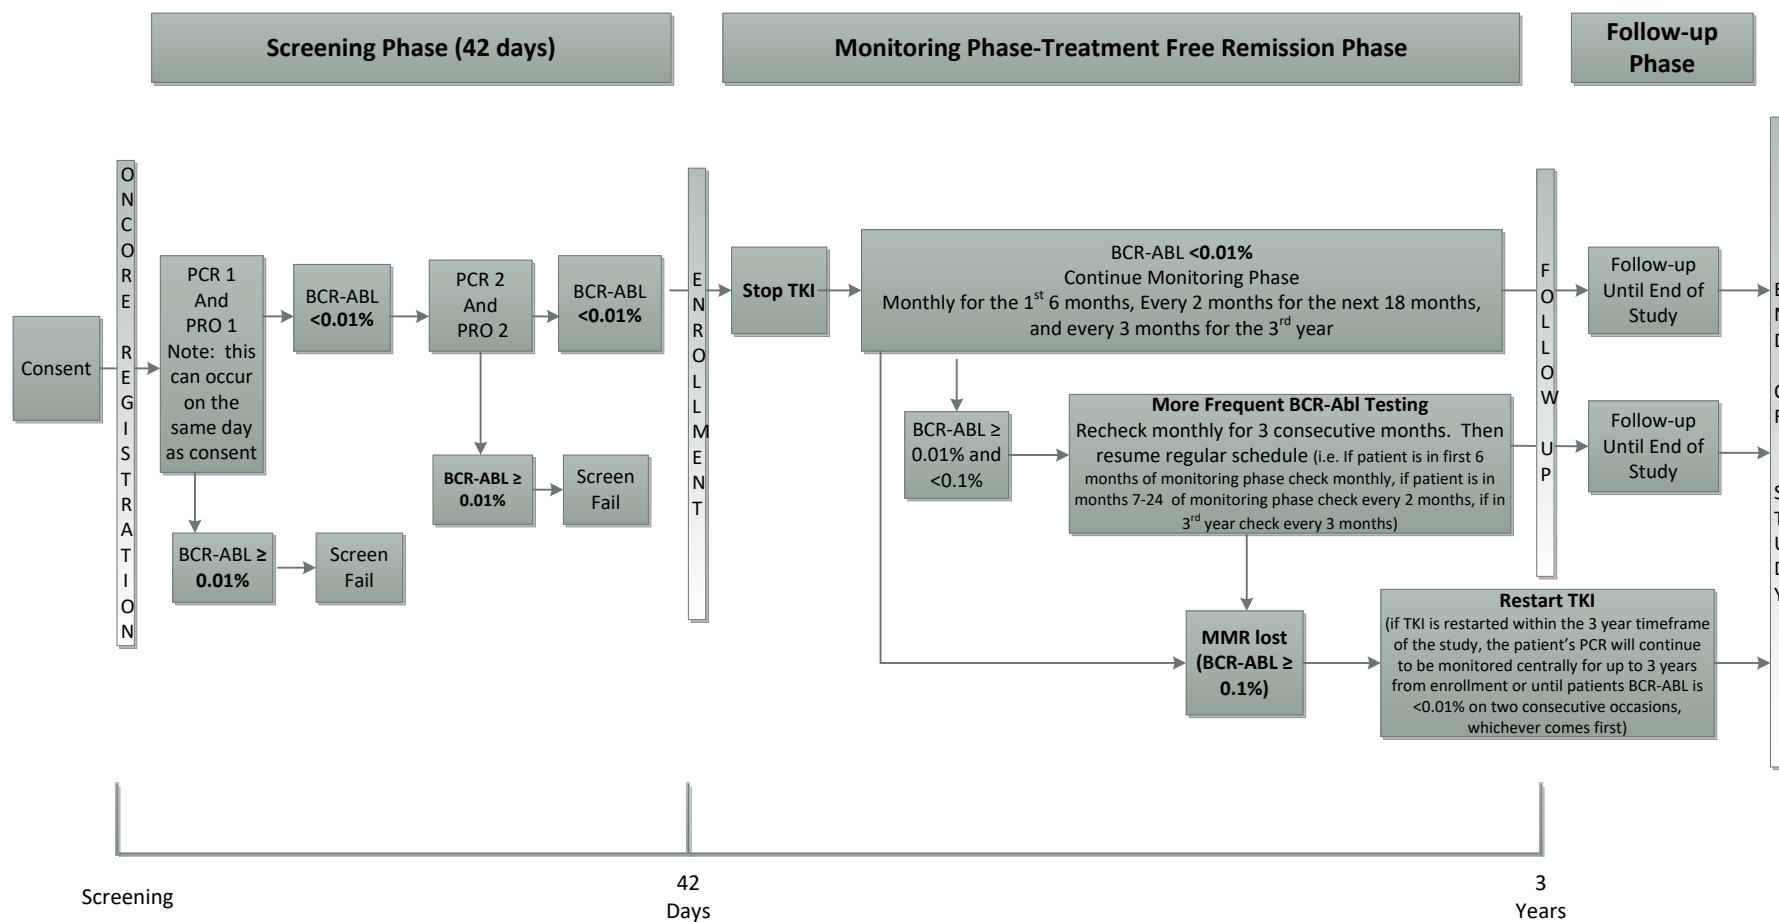 Screening Phase (42 days)
Monitoring Phase-Treatment Free Remission Phase
Follow-up
Phase
Consent
O
N
C
O
R
E
R
E
G
I
S
T
R
A
T
I
O
N
PCR 1
And
PRO 1
Note: this
can occur
on the
same day
as consent
BCR-ABL
<0.01%
PCR 2
And
PRO 2
BCR-ABL
<0.01%
BCR-ABL ≥
0.01%
Screen
Fail
BCR-ABL ≥
0.01%
Screen
Fail
E
N
R
O
L
L
M
E
N
T
Stop TKI
BCR-ABL <0.01%
Continue Monitoring Phase
Monthly for the 1st 6 months, Every 2 months for the next 18 months,
and every 3 months for the 3rd year
BCR-ABL ≥
0.01% and
<0.1%
More Frequent BCR-Abl Testing
Recheck monthly for 3 consecutive months. Then
resume regular schedule (i.e. If patient is in first 6
months of monitoring phase check monthly, if patient is in
months 7-24 of monitoring phase check every 2 months, if in
3rd year check every 3 months)
MMR lost
(BCR-ABL ≥
0.1%)
Restart TKI
(if TKI is restarted within the 3 year timeframe
of the study, the patient's PCR will continue
to be monitored centrally for up to 3 years
from enrollment or until patients BCR-ABL is
<0.01% on two consecutive occasions,
whichever comes first)
F
O
L
L
O
W
U
P
Follow-up
Until End of
Study
Follow-up
Until End of
Study
E
N
D
O
F
S
T
U
D
Y
Screening
42
Days
3
Years